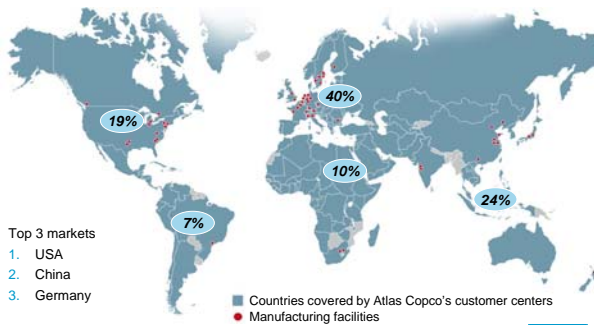 40%
19%
10%
24%
7%
Top 3 markets
1. USA
2. China
3. Germany
Countries covered by Atlas Copco's customer centers
Manufacturing facilities